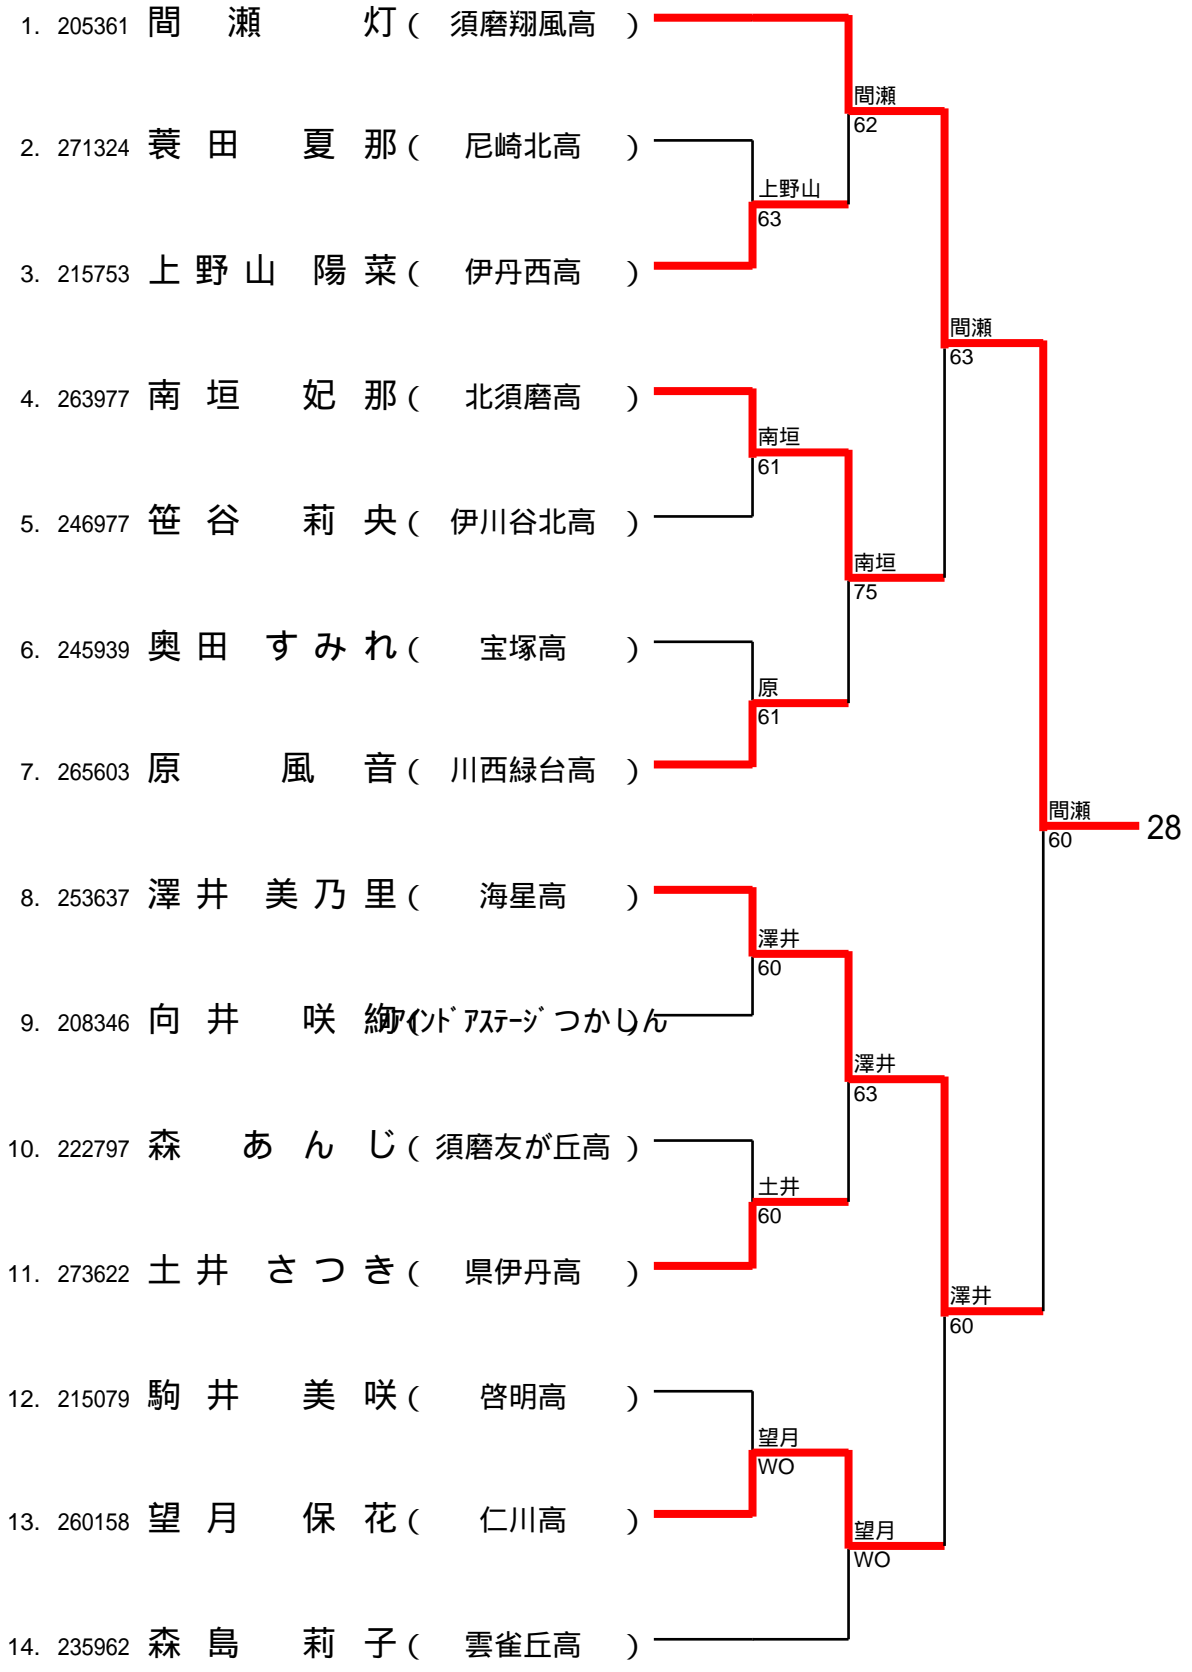 1. 205361 間瀬 灯 ( 須磨翔風高 )
間瀬
62
2. 271324 蓑田 夏那 ( 尼崎北高 )
上野山
63
3. 215753 上野山 陽菜 ( 伊丹西高 )
間瀬
63
4. 263977 南垣 妃那 ( 北須磨高 )
南垣
61
5. 246977 笹谷 莉央 ( 伊川谷北高 )
南垣
75
6. 245939 奥田 すみれ ( 宝塚高 )
原
61
7. 265603 原 風音 ( 川西緑台高 )
間瀬
60
28
8. 253637 澤井 美乃里 ( 海星高 )
澤井
60
9. 208346 向井 咲絢 ( ステージつかしん )
澤井
63
10. 222797 森 あんじ ( 須磨友が丘高 )
土井
60
11. 273622 土井 さつき ( 県伊丹高 )
澤井
60
12. 215079 駒井 美咲 ( 啓明高 )
望月
WO
13. 260158 望月 保花 ( 仁川高 )
望月
WO
14. 235962 森島 莉子 ( 雲雀丘高 )